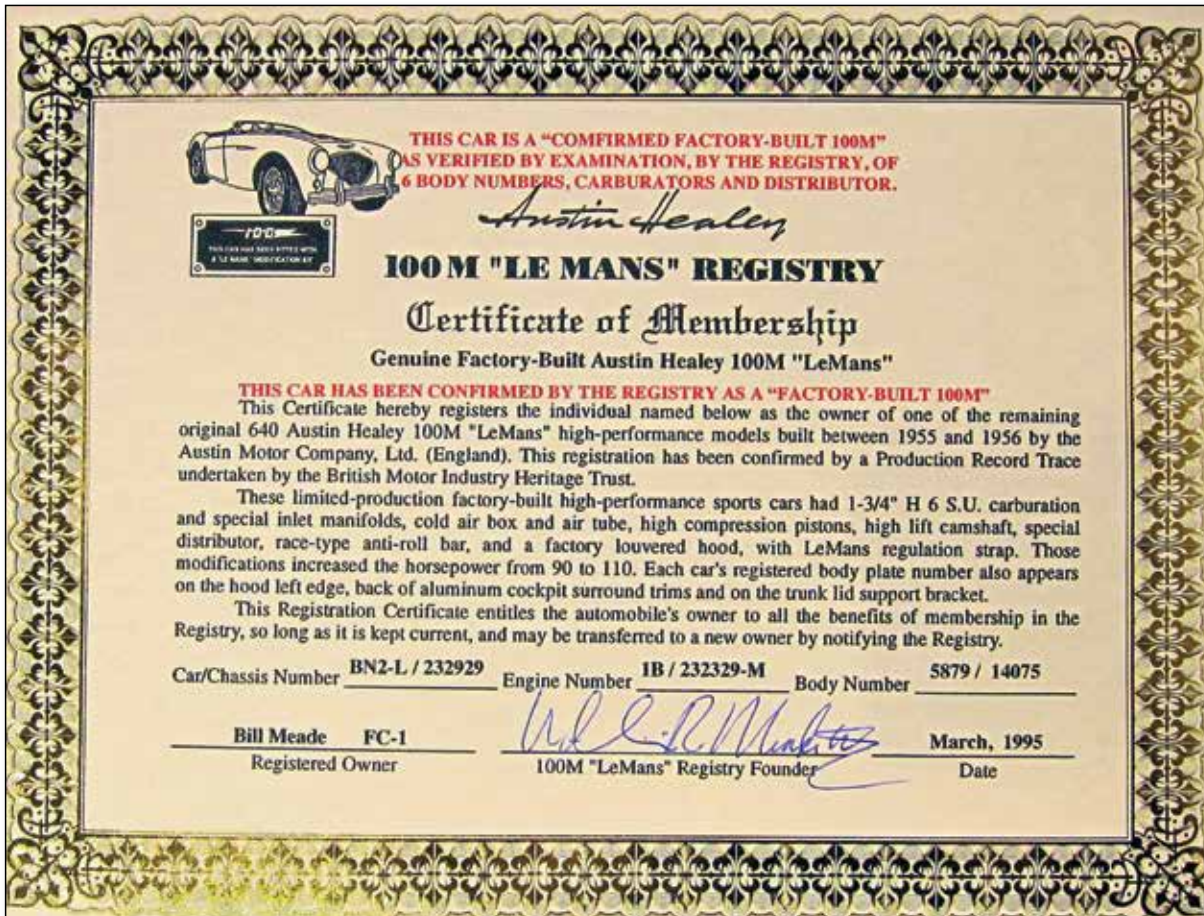 THIS CAR IS A “COMFIRMED FACTORY-BUILT 100M”
AS VERIFIED BY EXAMINATION, BY THE REGISTRY, OF
6 BODY NUMBERS, CARBURATORS AND DISTRIBUTOR.
Austin Healey
100
THIS CAR HAS BEEN FITTED WITH
A "LE MANS" MODIFICATION KIT
100 M "LE MANS" REGISTRY
Certificate of Membership
Genuine Factory-Built Austin Healey 100M "LeMans"
THIS CAR HAS BEEN CONFIRMED BY THE REGISTRY AS A “FACTORY-BUILT 100M”
This Certificate hereby registers the individual named below as the owner of one of the remaining
original 640 Austin Healey 100M "LeMans" high-performance models built between 1955 and 1956 by the
Austin Motor Company, Ltd. (England). This registration has been confirmed by a Production Record Trace
undertaken by the British Motor Industry Heritage Trust.
These limited-production factory-built high-performance sports cars had 1-3/4" H 6 S.U. carburation
and special inlet manifolds, cold air box and air tube, high compression pistons, high lift camshaft, special
distributor, race-type anti-roll bar, and a factory louvered hood, with LeMans regulation strap. Those
modifications increased the horsepower from 90 to 110. Each car's registered body plate number also appears
on the hood left edge, back of aluminum cockpit surround trims and on the trunk lid support bracket.
This Registration Certificate entitles the automobile's owner to all the benefits of membership in the
Registry, so long as it is kept current, and may be transferred to a new owner by notifying the Registry.
Car/Chassis Number BN2-L / 232929 Engine Number 1B / 232329-M Body Number 5879 / 14075
Bill Meade FC-1 March, 1995
Registered Owner 100M "LeMans" Registry Founder Date